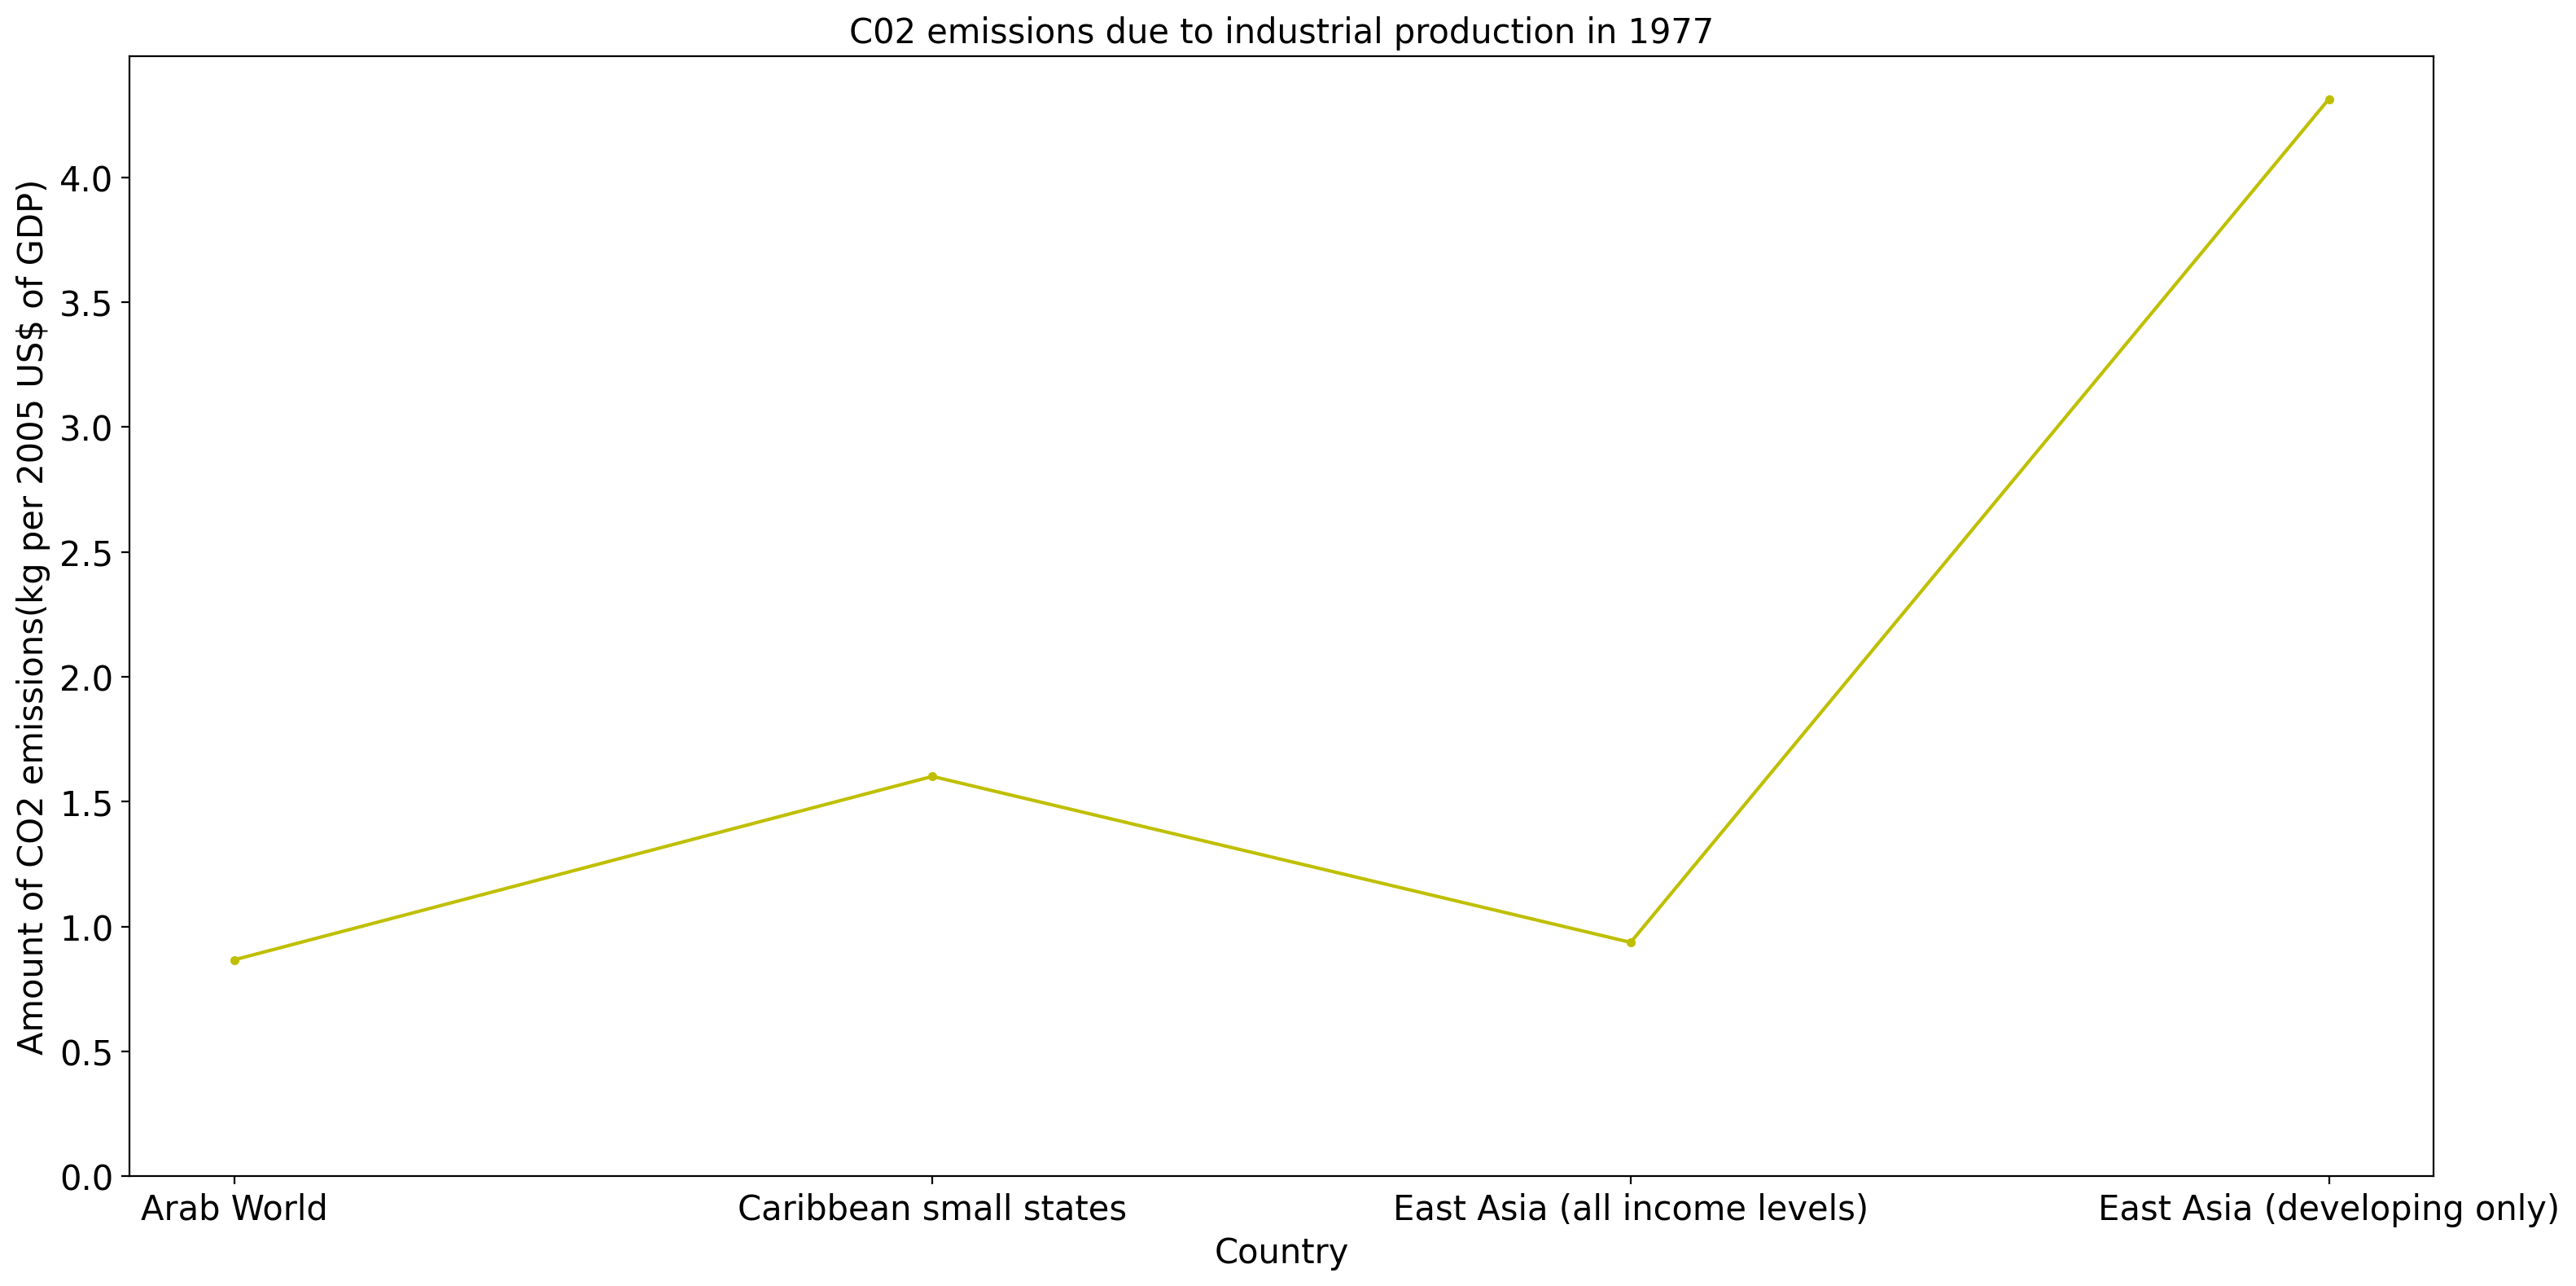 C02 emissions due to industrial production in 1977
Amount of CO2 emissions(kg per 2005 US$ of GDP)
4.0
3.5
3.0
2.5
2.0
1.5
1.0
0.5
0.0
Arab World
Caribbean small states
East Asia (all income levels)
East Asia (developing only)
Country